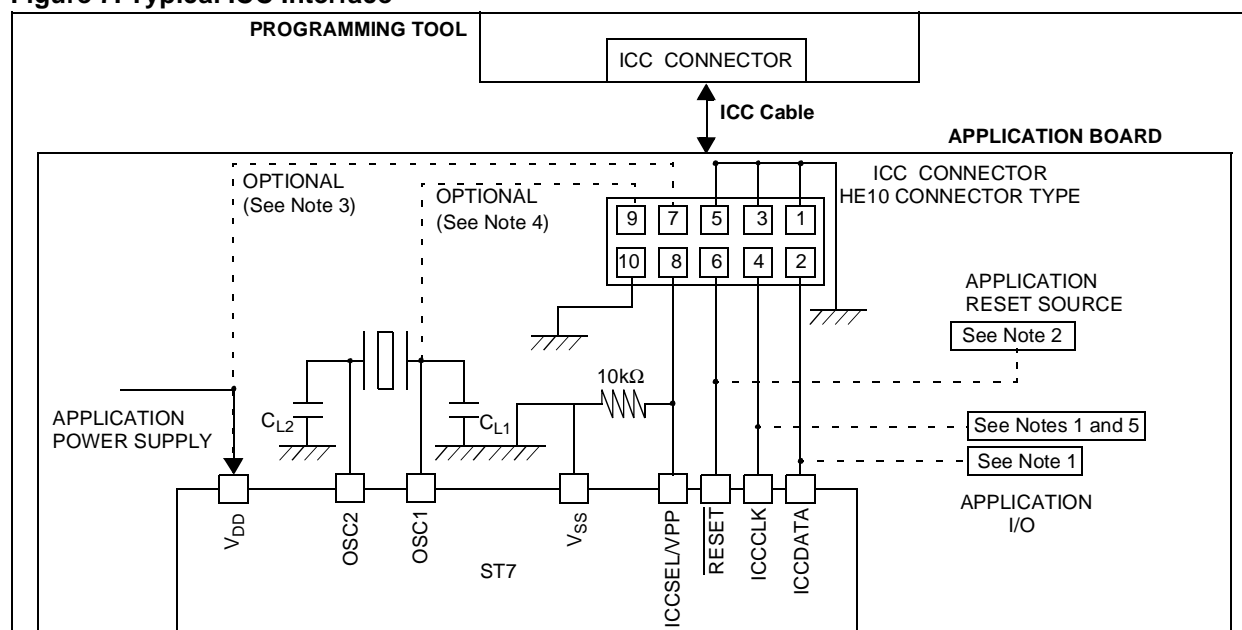 Figure 7. Typical ICC Interface
PROGRAMMING TOOL
ICC CONNECTOR
ICC Cable
APPLICATION BOARD
OPTIONAL
(See Note 3)
OPTIONAL
(See Note 4)
ICC CONNECTOR
HE10 CONNECTOR TYPE
9 7 5 3 1
10 8 6 4 2
APPLICATION
RESET SOURCE
See Note 2
10kΩ
CL2
CL1
APPLICATION
POWER SUPPLY
See Notes 1 and 5
See Note 1
APPLICATION
I/O
VDD
OSC2
OSC1
VSS
ICCSEL/VPP
RESET
ICCCLK
ICCDATA
ST7